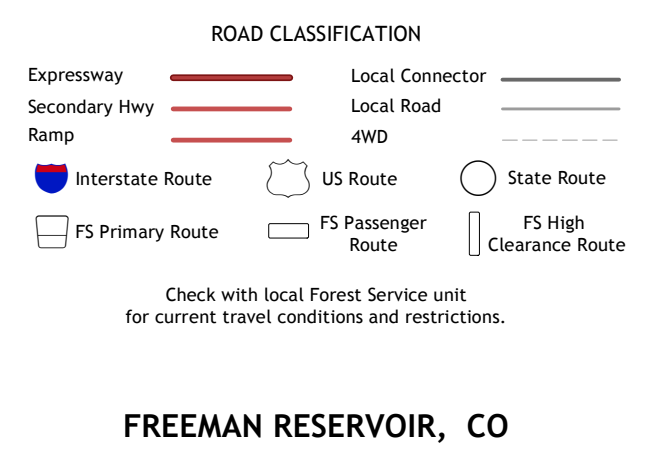 ROAD CLASSIFICATION
Expressway
Local Connector
Secondary Hwy
Local Road
Ramp
4WD
Interstate Route
US Route
State Route
FS Primary Route
FS Passenger
Route
FS High
Clearance Route
Check with local Forest Service unit
for current travel conditions and restrictions.
FREEMAN RESERVOIR, CO